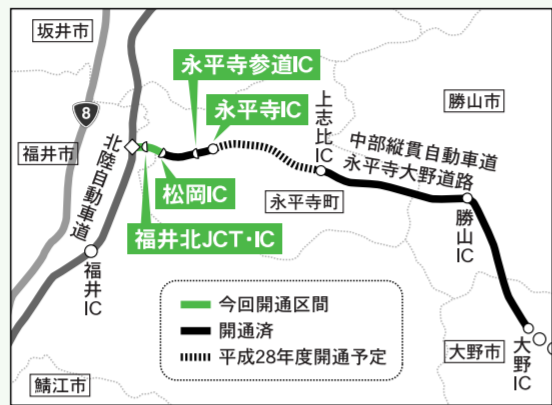 坂井市
永平寺参道IC
永平寺IC
上志比IC
勝山市
8
福井市
北陸自動車道
中部縦貫自動車道
永平寺大野道路
松岡IC
永平寺町
福井北JCT・IC
勝山IC
福井IC
今回開通区間
開通済
平成28年度開通予定
大野市
大野IC
鯖江市